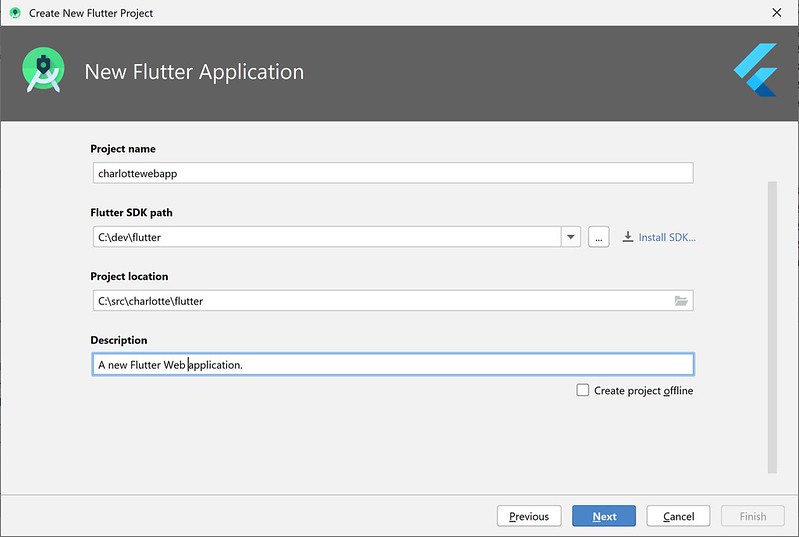 Create New Flutter Project
New Flutter Application
Project name
charlottewebapp
Flutter SDK path
C:\dev\flutter
...
Install SDK...
Project location
C:\src\charlotte\flutter
Description
A new Flutter Web application.
Create project offline
Previous
Next
Cancel
Finish